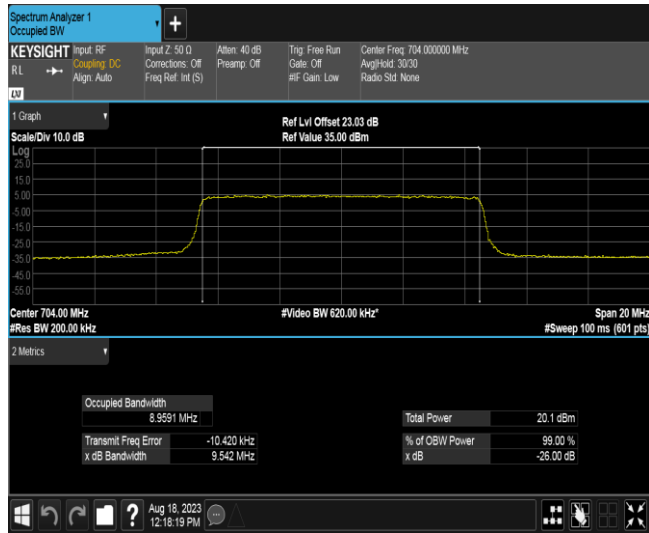 Spectrum Analyzer 1
Occupied BW
+
KEYSIGHT
RL
LXI
Input: RF
Coupling: DC
Align: Auto
Input Z: 50 Ω
Corrections: Off
Freq Ref: Int (S)
Atten: 40 dB
Preamp: Off
Trig: Free Run
Gate: Off
#IF Gain: Low
Center Freq: 704.000000 MHz
Avg|Hold: 30/30
Radio Std: None
1 Graph
Scale/Div 10.0 dB
Ref Lvl Offset 23.03 dB
Ref Value 35.00 dBm
Log
25.0
15.0
5.00
-5.00
-15.0
-25.0
-35.0
-45.0
-55.0
Center 704.00 MHz
#Video BW 620.00 kHz*
Span 20 MHz
#Res BW 200.00 kHz
#Sweep 100 ms (601 pts)
2 Metrics
Occupied Bandwidth
8.9591 MHz
Total Power 20.1 dBm
Transmit Freq Error -10.420 kHz
% of OBW Power 99.00 %
x dB Bandwidth 9.542 MHz
x dB -26.00 dB
?
Aug 18, 2023
12:18:19 PM